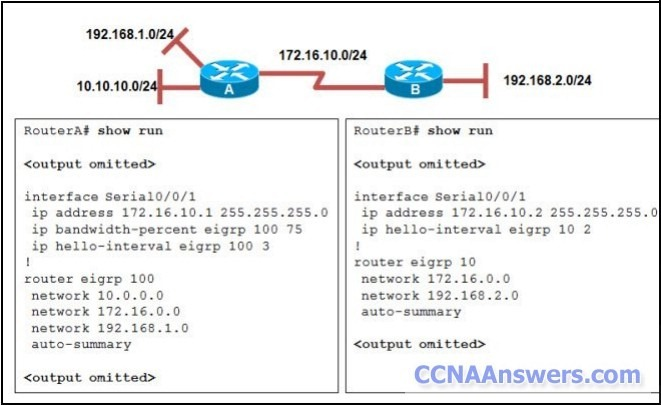 192.168.1.0/24
172.16.10.0/24
10.10.10.0/24
192.168.2.0/24
A
B
RouterA# show run
<output omitted>
interface Serial0/0/1
ip address 172.16.10.1 255.255.255.0
ip bandwidth-percent eigrp 100 75
ip hello-interval eigrp 100 3
!
router eigrp 100
network 10.0.0.0
network 172.16.0.0
network 192.168.1.0
auto-summary
<output omitted>
RouterB# show run
<output omitted>
interface Serial0/0/1
ip address 172.16.10.2 255.255.255.0
ip hello-interval eigrp 10 2
!
router eigrp 10
network 172.16.0.0
network 192.168.2.0
auto-summary
<output omitted>
CCNAAnswers.com